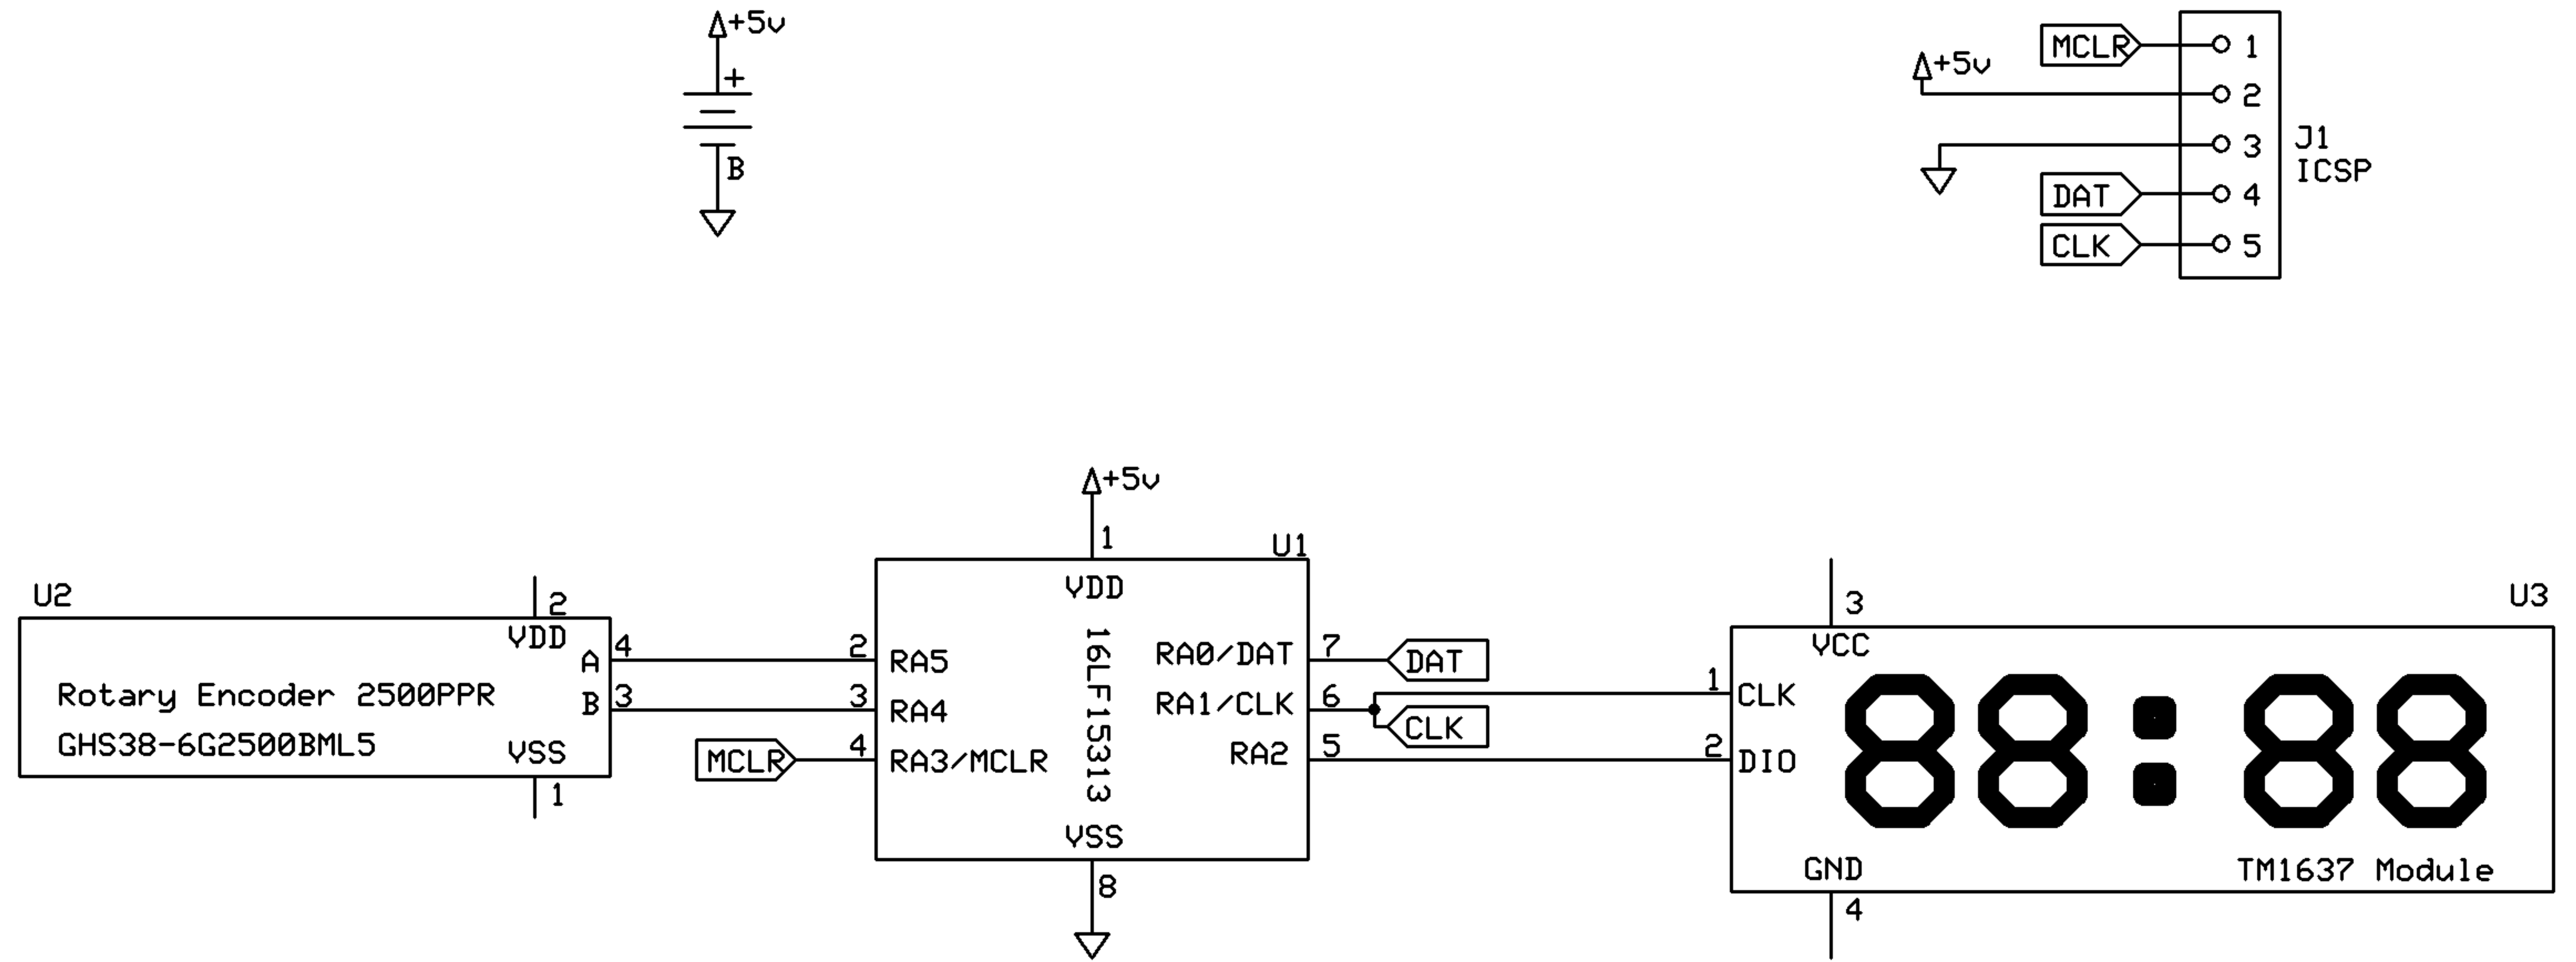 +5v
+
B
MCLR
1
+5v
2
3
J1
ICSP
DAT
4
CLK
5
+5v
1
U1
VDD
16LF15313
2
RA5
3
RA4
MCLR
4
RA3/MCLR
RA0/DAT
7
DAT
RA1/CLK
6
CLK
RA2
5
VSS
8
U2
2
VDD
A
4
Rotary Encoder 2500PPR
B
3
GHS38-6G2500BML5
VSS
1
3
U3
VCC
1
CLK
2
DIO
88:88
GND
TM1637 Module
4